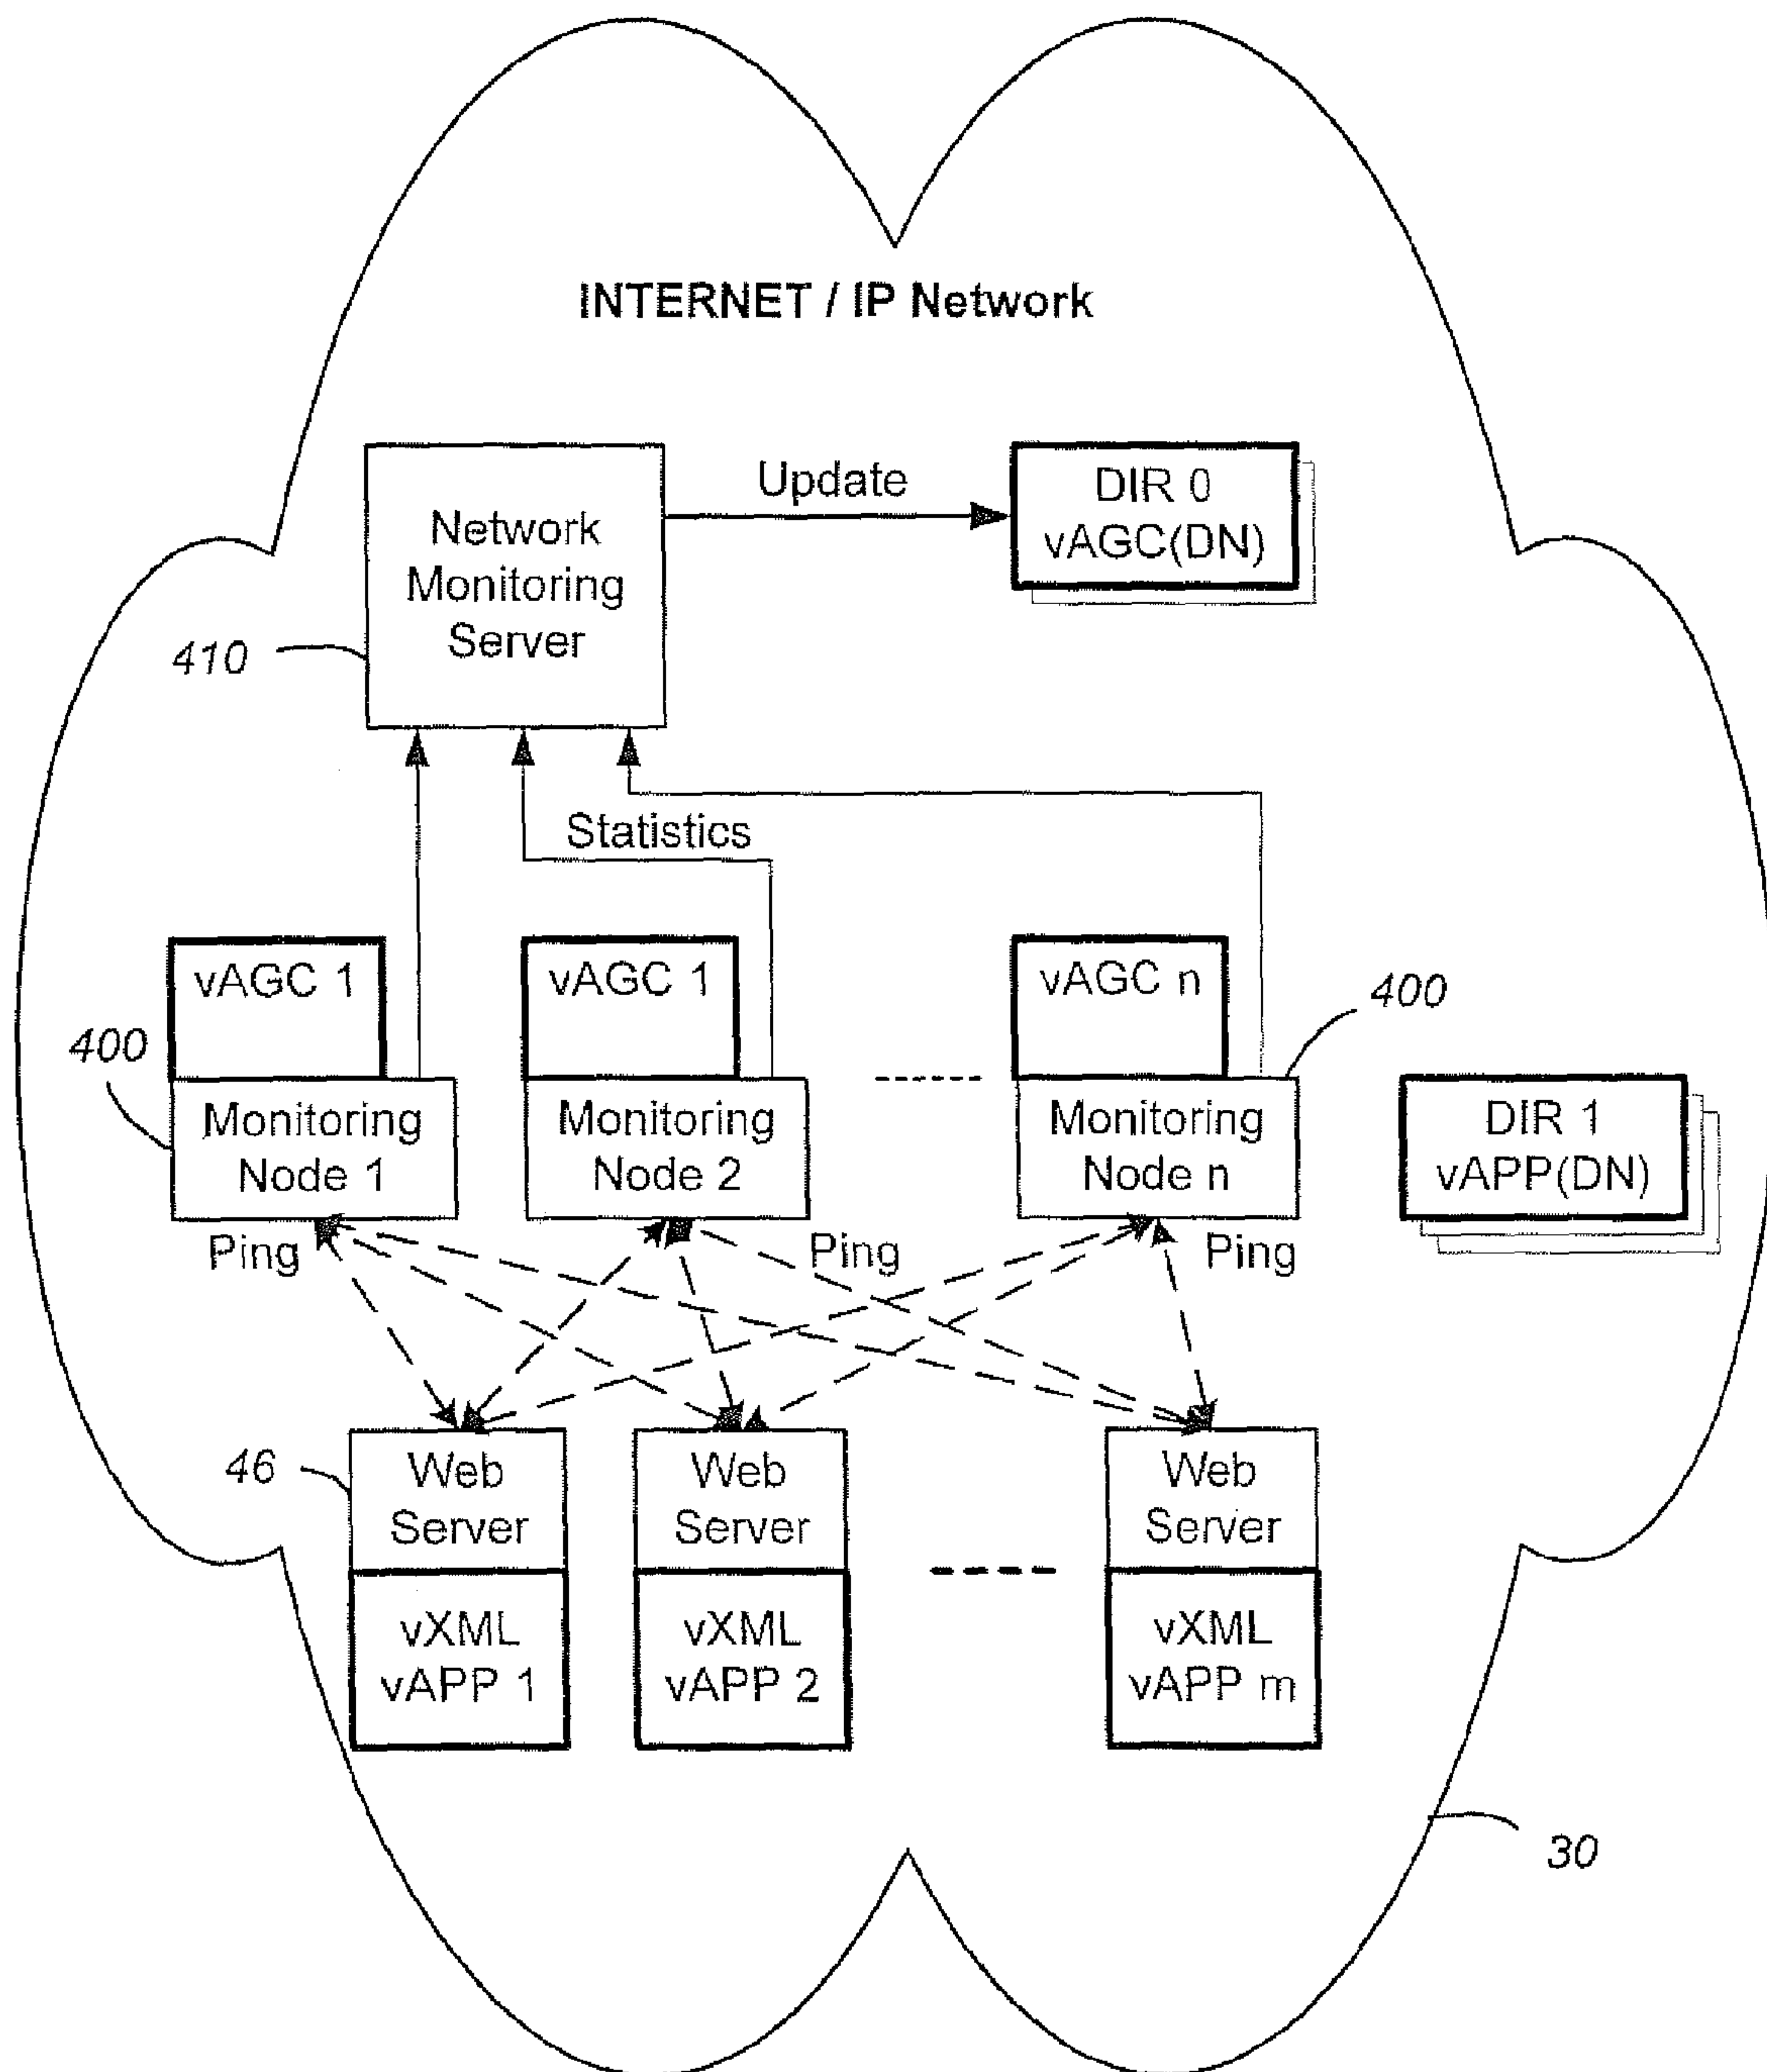 INTERNET / IP Network
Network
Monitoring
Server
Update
DIR 0
vAGC(DN)
410
Statistics
vAGC 1
vAGC 1
vAGC n
400
400
Monitoring
Node 1
Monitoring
Node 2
Monitoring
Node n
DIR 1
vAPP(DN)
Ping
Ping
Ping
46
Web
Server
Web
Server
Web
Server
vXML
vAPP 1
vXML
vAPP 2
vXML
vAPP m
30